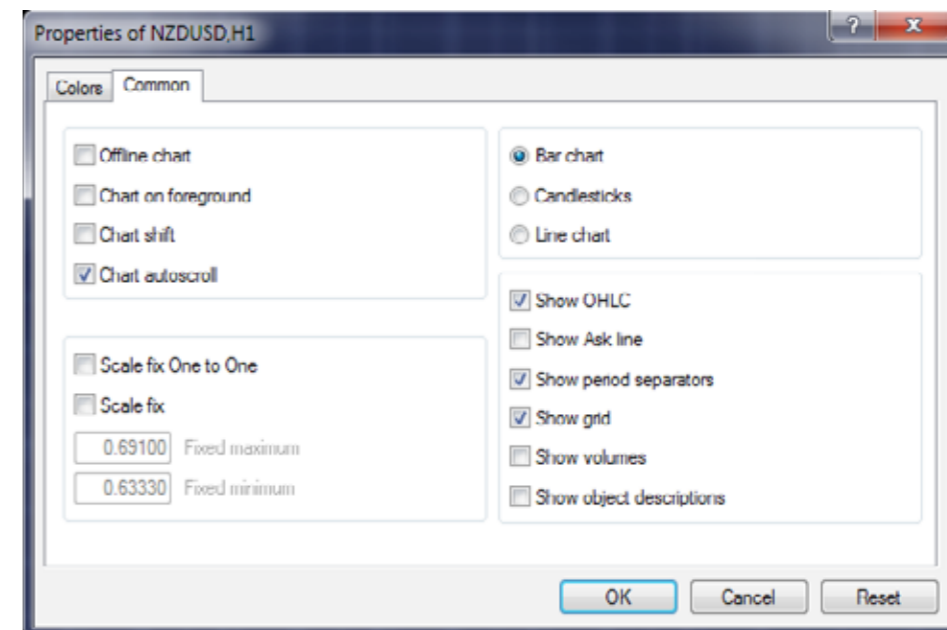 Properties of NZDUSD,H1
?
Colors
Common
Offline chart
Chart on foreground
Chart shift
Chart autoscroll
Scale fix One to One
Scale fix
0.69100 Fixed maximum
0.63330 Fixed minimum
Bar chart
Candlesticks
Line chart
Show OHLC
Show Ask line
Show period separators
Show grid
Show volumes
Show object descriptions
OK
Cancel
Reset